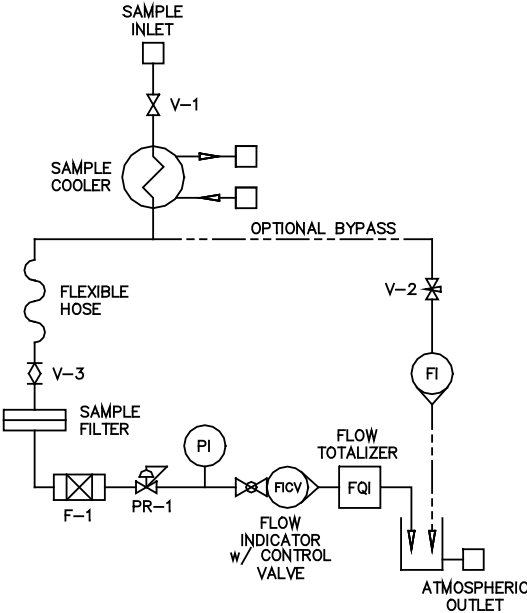 SAMPLE
INLET
V-1
SAMPLE
COOLER
OPTIONAL BYPASS
V-2
FLEXIBLE
HOSE
V-3
FI
SAMPLE
FILTER
PI
FLOW
TOTALIZER
F-1
PR-1
FICV
FQI
FLOW
INDICATOR
w/ CONTROL
VALVE
ATMOSPHERIC
OUTLET